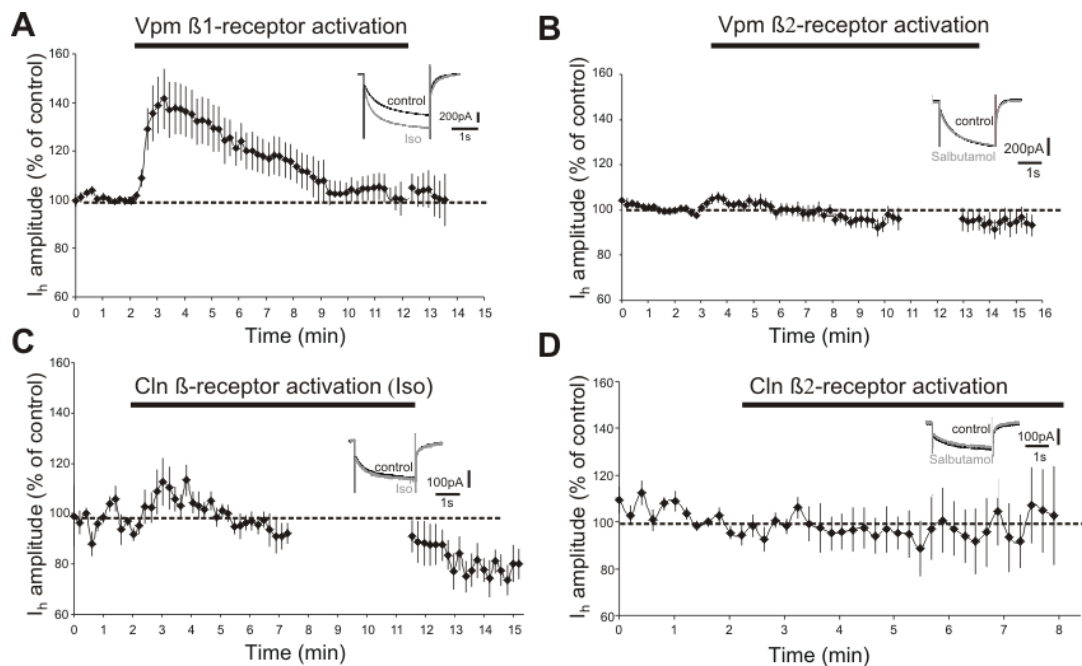 A
Vpm ß1-receptor activation
160
140
120
100
80
60
Ih amplitude (% of control)
control
Iso
200pA
1s
0 1 2 3 4 5 6 7 8 9 10 11 12 13 14 15
Time (min)
B
Vpm ß2-receptor activation
160
140
120
100
80
60
Ih amplitude (% of control)
control
Salbutamol
200pA
1s
0 1 2 3 4 5 6 7 8 9 10 11 12 13 14 15 16
Time (min)
C
Cln ß-receptor activation (Iso)
160
140
120
100
80
60
Ih amplitude (% of control)
control
Iso
100pA
1s
0 1 2 3 4 5 6 7 8 9 10 11 12 13 14 15
Time (min)
D
Cln ß2-receptor activation
160
140
120
100
80
60
Ih amplitude (% of control)
control
Salbutamol
100pA
1s
0 1 2 3 4 5 6 7 8
Time (min)